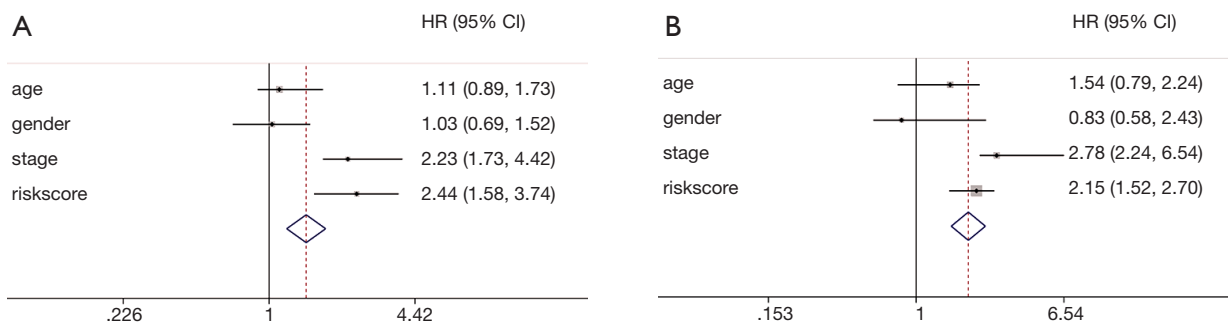 A
HR (95% CI)
age 1.11 (0.89, 1.73)
gender 1.03 (0.69, 1.52)
stage 2.23 (1.73, 4.42)
riskscore 2.44 (1.58, 3.74)
.226 1 4.42
B
HR (95% CI)
age 1.54 (0.79, 2.24)
gender 0.83 (0.58, 2.43)
stage 2.78 (2.24, 6.54)
riskscore 2.15 (1.52, 2.70)
.153 1 6.54